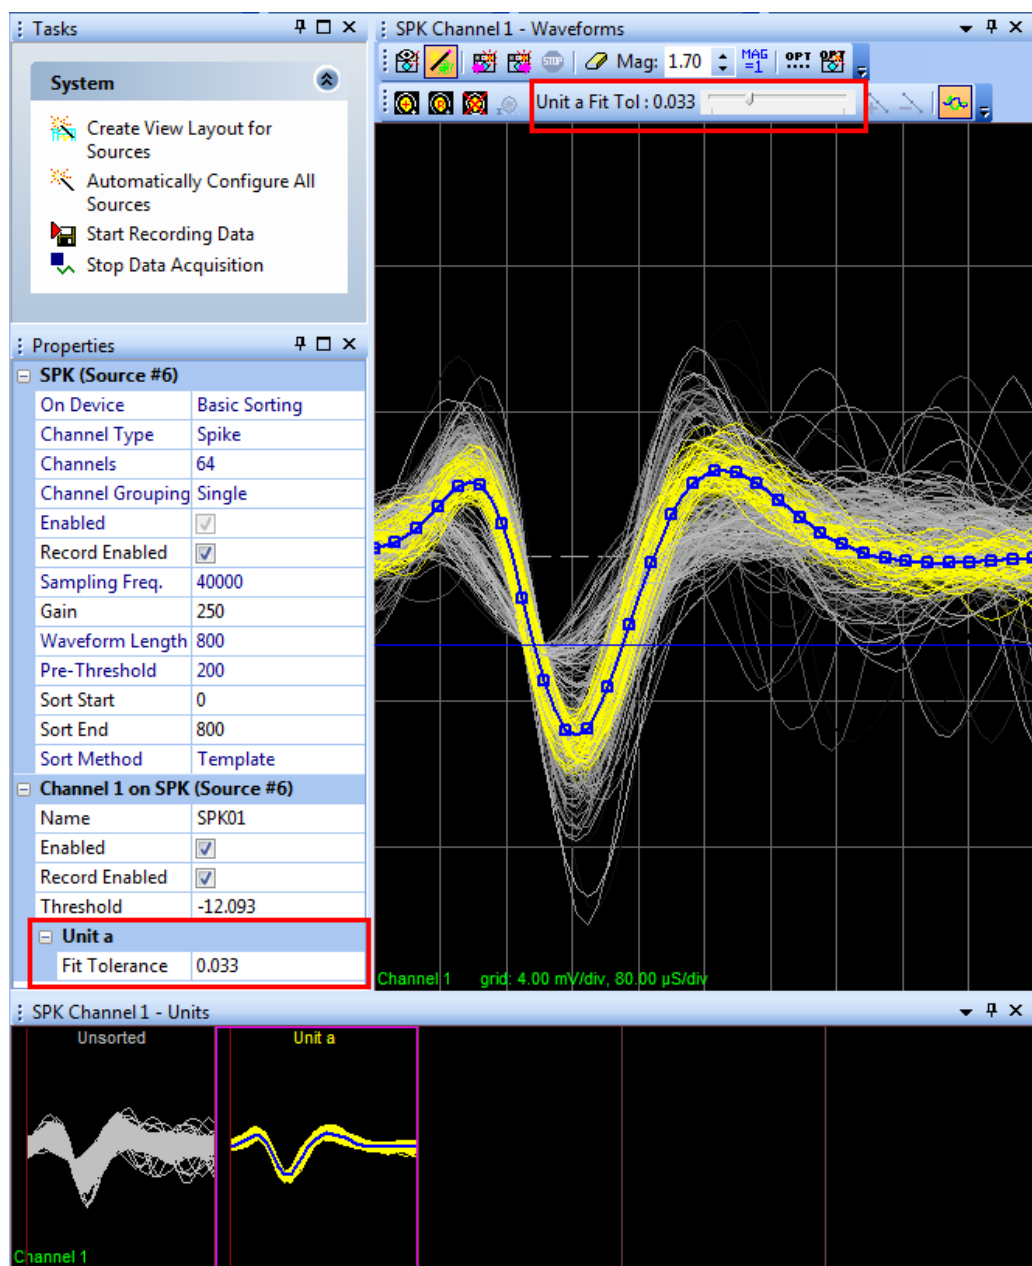 Tasks
System
Create View Layout for
Sources
Automatically Configure All
Sources
Start Recording Data
Stop Data Acquisition
Properties
SPK (Source #6)
On Device Basic Sorting
Channel Type Spike
Channels 64
Channel Grouping Single
Enabled
Record Enabled
Sampling Freq. 40000
Gain 250
Waveform Length 800
Pre-Threshold 200
Sort Start 0
Sort End 800
Sort Method Template
Channel 1 on SPK (Source #6)
Name SPK01
Enabled
Record Enabled
Threshold -12.093
Unit a
Fit Tolerance 0.033
SPK Channel 1 - Waveforms
STOP Mag: 1.70 MAG =1 OPT OPT
Unit a Fit Tol : 0.033
Channel 1 grid: 4.00 mV/div, 80.00 µS/div
SPK Channel 1 - Units
Unsorted Unit a
Channel 1